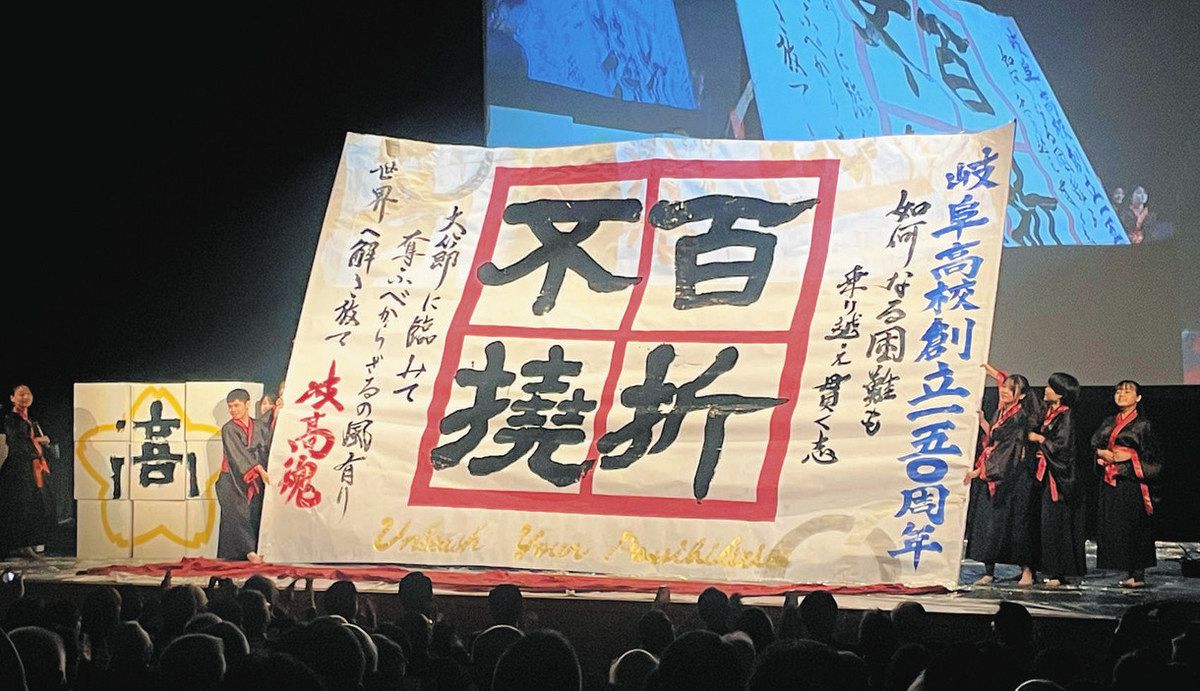 岐阜高校創立一五〇周年
如何なる困難も
乗り越え貫く志
百折
不撓
大節に臨みて
奪ふべからざるの風有り
世界へ解き放て
岐高魂
Unleash Your Possibilities
高